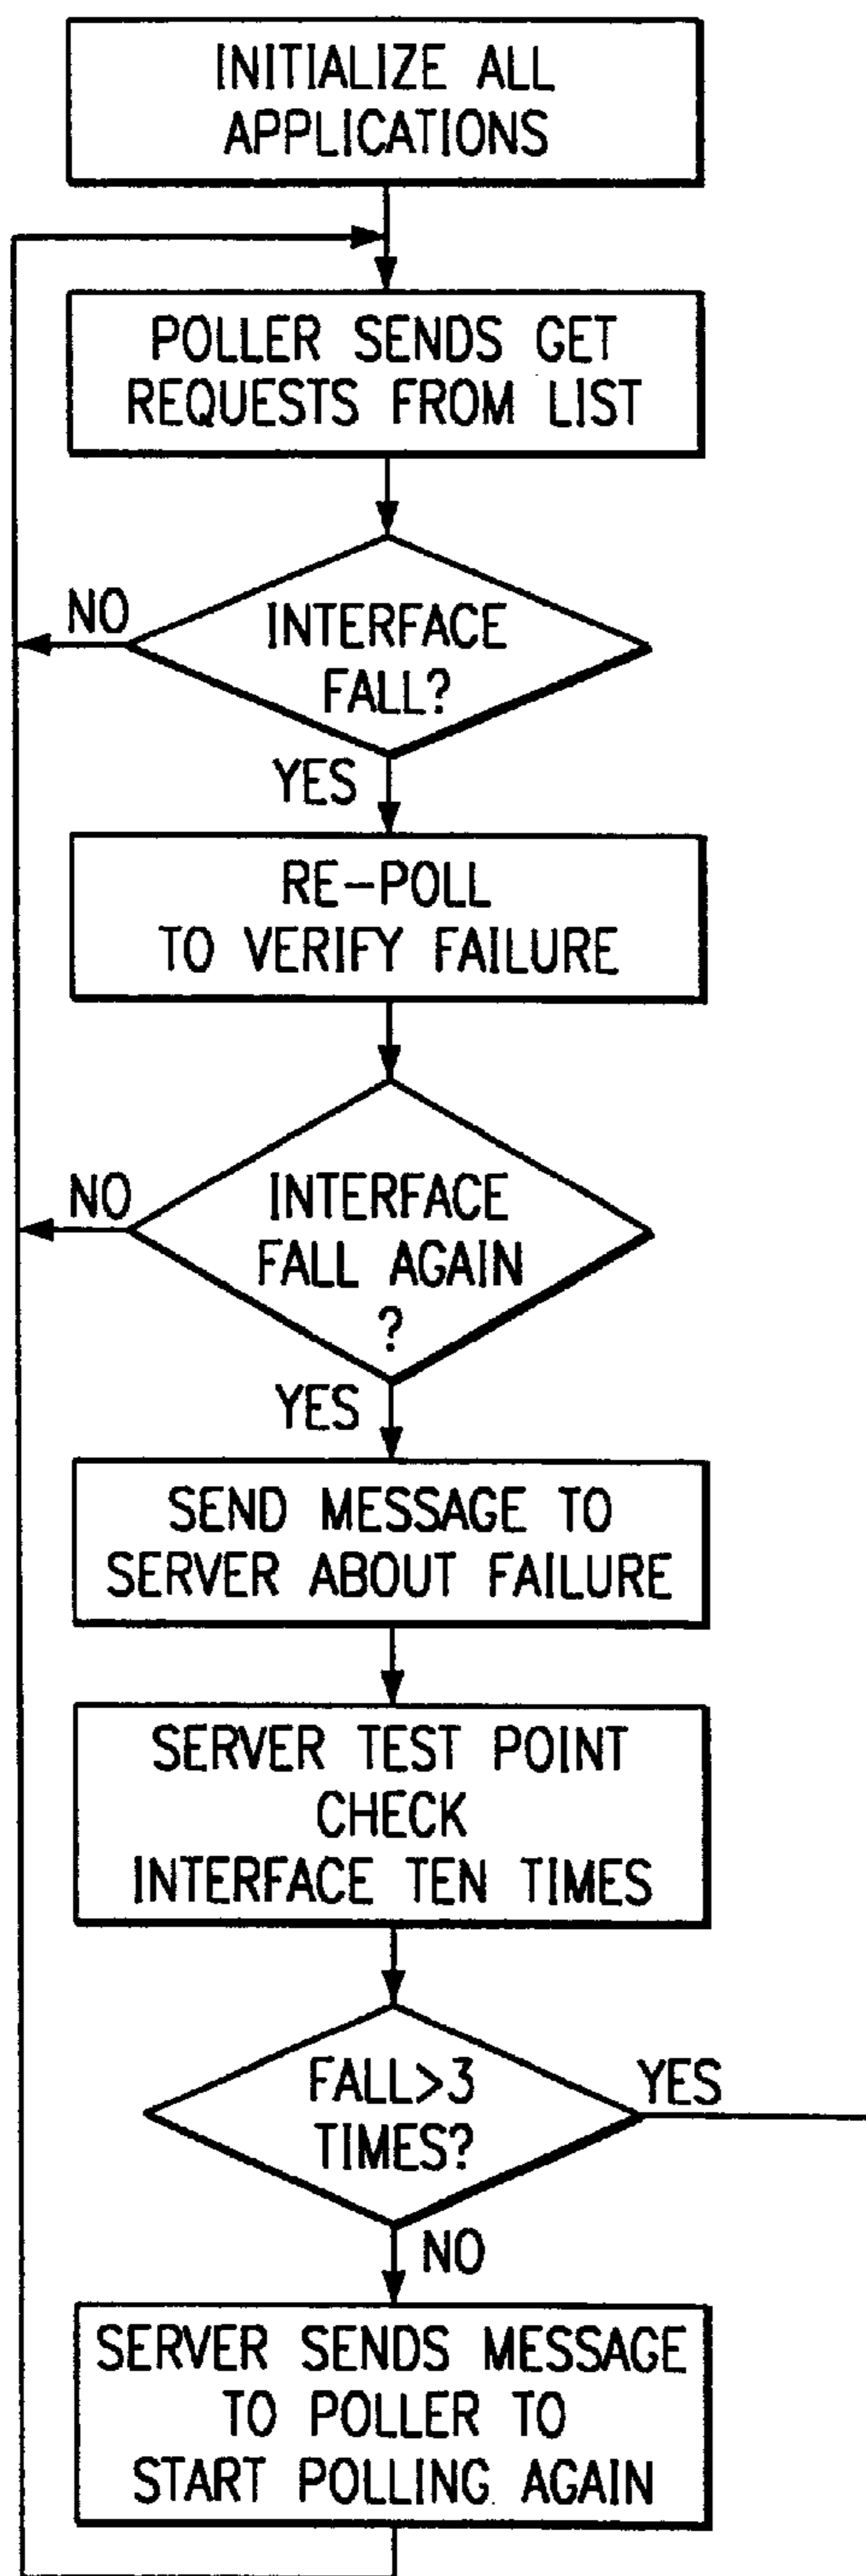 INITIALIZE ALL
APPLICATIONS
POLLER SENDS GET
REQUESTS FROM LIST
NO
INTERFACE
FALL?
YES
RE-POLL
TO VERIFY FAILURE
NO
INTERFACE
FALL AGAIN
?
YES
SEND MESSAGE TO
SERVER ABOUT FAILURE
SERVER TEST POINT
CHECK
INTERFACE TEN TIMES
FALL>3
TIMES?
YES
NO
SERVER SENDS MESSAGE
TO POLLER TO
START POLLING AGAIN